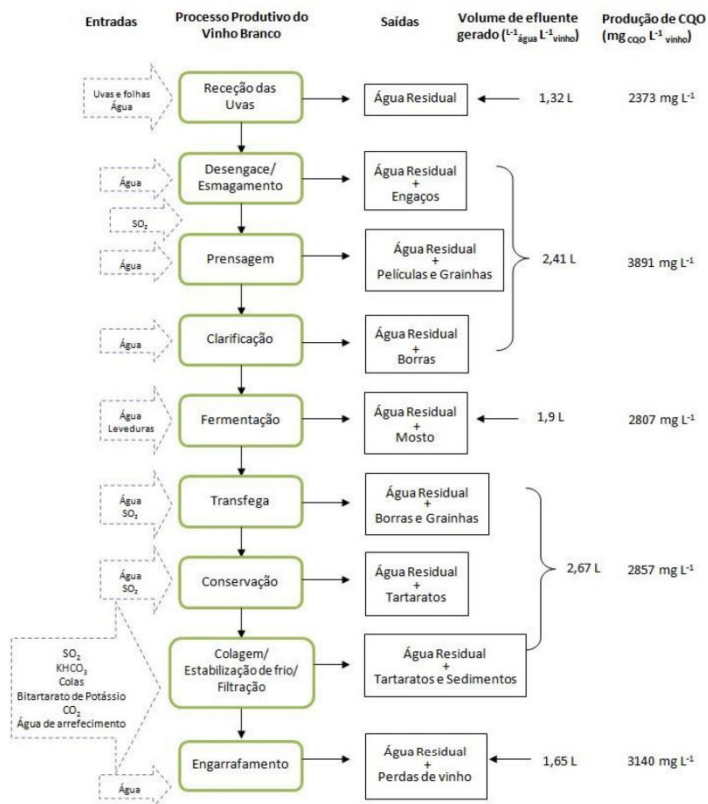 Entradas
Processo Produtivo do
Vinho Branco
Saídas
Volume de efluente
gerado (L⁻¹água L⁻¹vinho)
Produção de CQO
(mg CQO L⁻¹ vinho)
Uvas e folhas
Água
Receção das
Uvas
Água Residual
1,32 L
2373 mg L⁻¹
Água
Desengace/
Esmagamento
Água Residual
+
Engaços
SO₂
Água
Prensagem
Água Residual
+
Películas e Grainhas
2,41 L
3891 mg L⁻¹
Água
Clarificação
Água Residual
+
Borras
Água
Leveduras
Fermentação
Água Residual
+
Mosto
1,9 L
2807 mg L⁻¹
Água
SO₂
Transfega
Água Residual
+
Borras e Grainhas
Água
SO₂
Conservação
Água Residual
+
Tartaratos
2,67 L
2857 mg L⁻¹
SO₂
KHCO₃
Colas
Bitartarato de Potássio
CO₂
Água de arrefecimento
Colagem/
Estabilização de frio/
Filtração
Água Residual
+
Tartaratos e Sedimentos
Água
Engarrafamento
Água Residual
+
Perdas de vinho
1,65 L
3140 mg L⁻¹